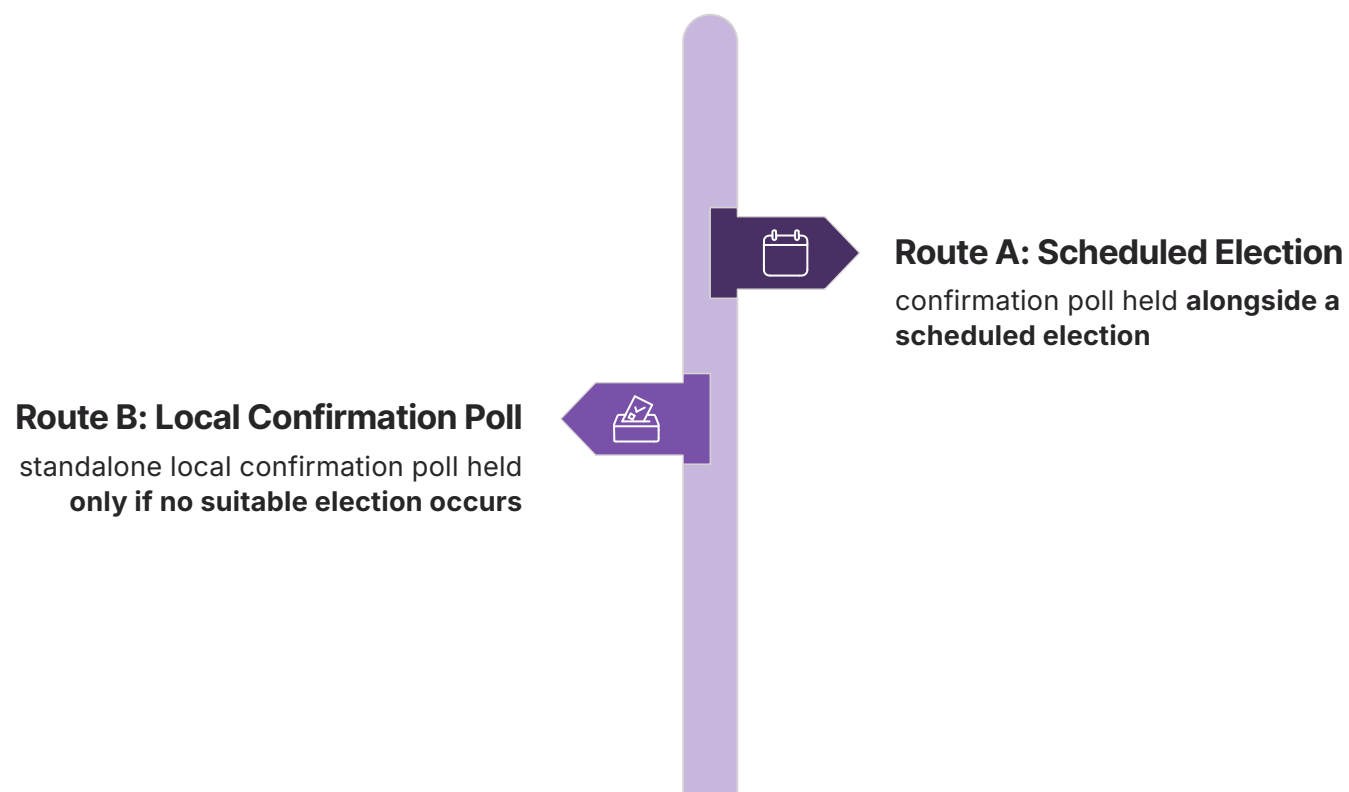 Route A: Scheduled Election
confirmation poll held alongside a
scheduled election
Route B: Local Confirmation Poll
standalone local confirmation poll held
only if no suitable election occurs